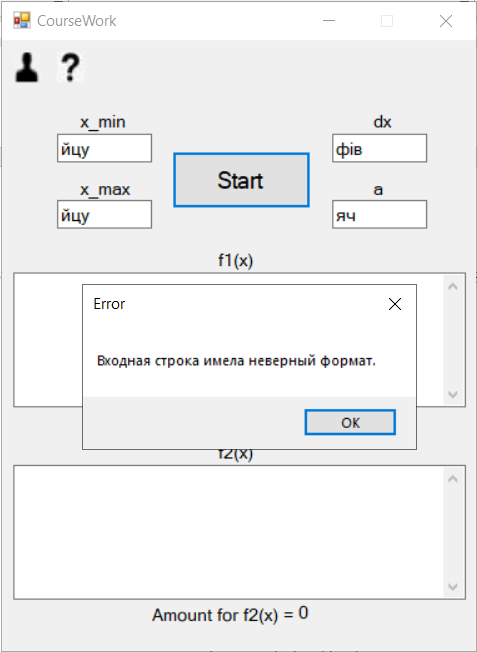 CourseWork
?
x_min
dx
йцу
фів
Start
x_max
a
йцу
яч
f1(x)
Error
Входная строка имела неверный формат.
OK
f2(x)
Amount for f2(x) = 0